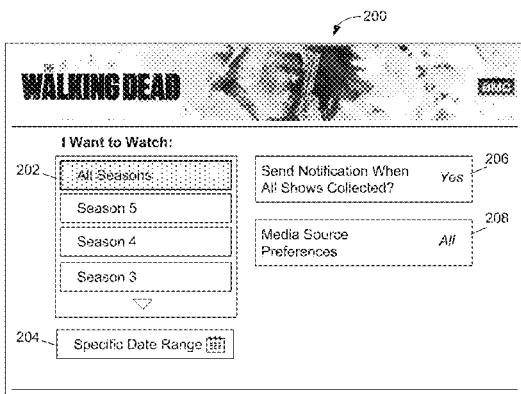 200
WALKING DEAD
amc
I Want to Watch:
202
All Seasons
Season 5
Season 4
Season 3
204
Specific Date Range
Send Notification When
All Shows Collected?
Yes
206
Media Source
Preferences
All
208